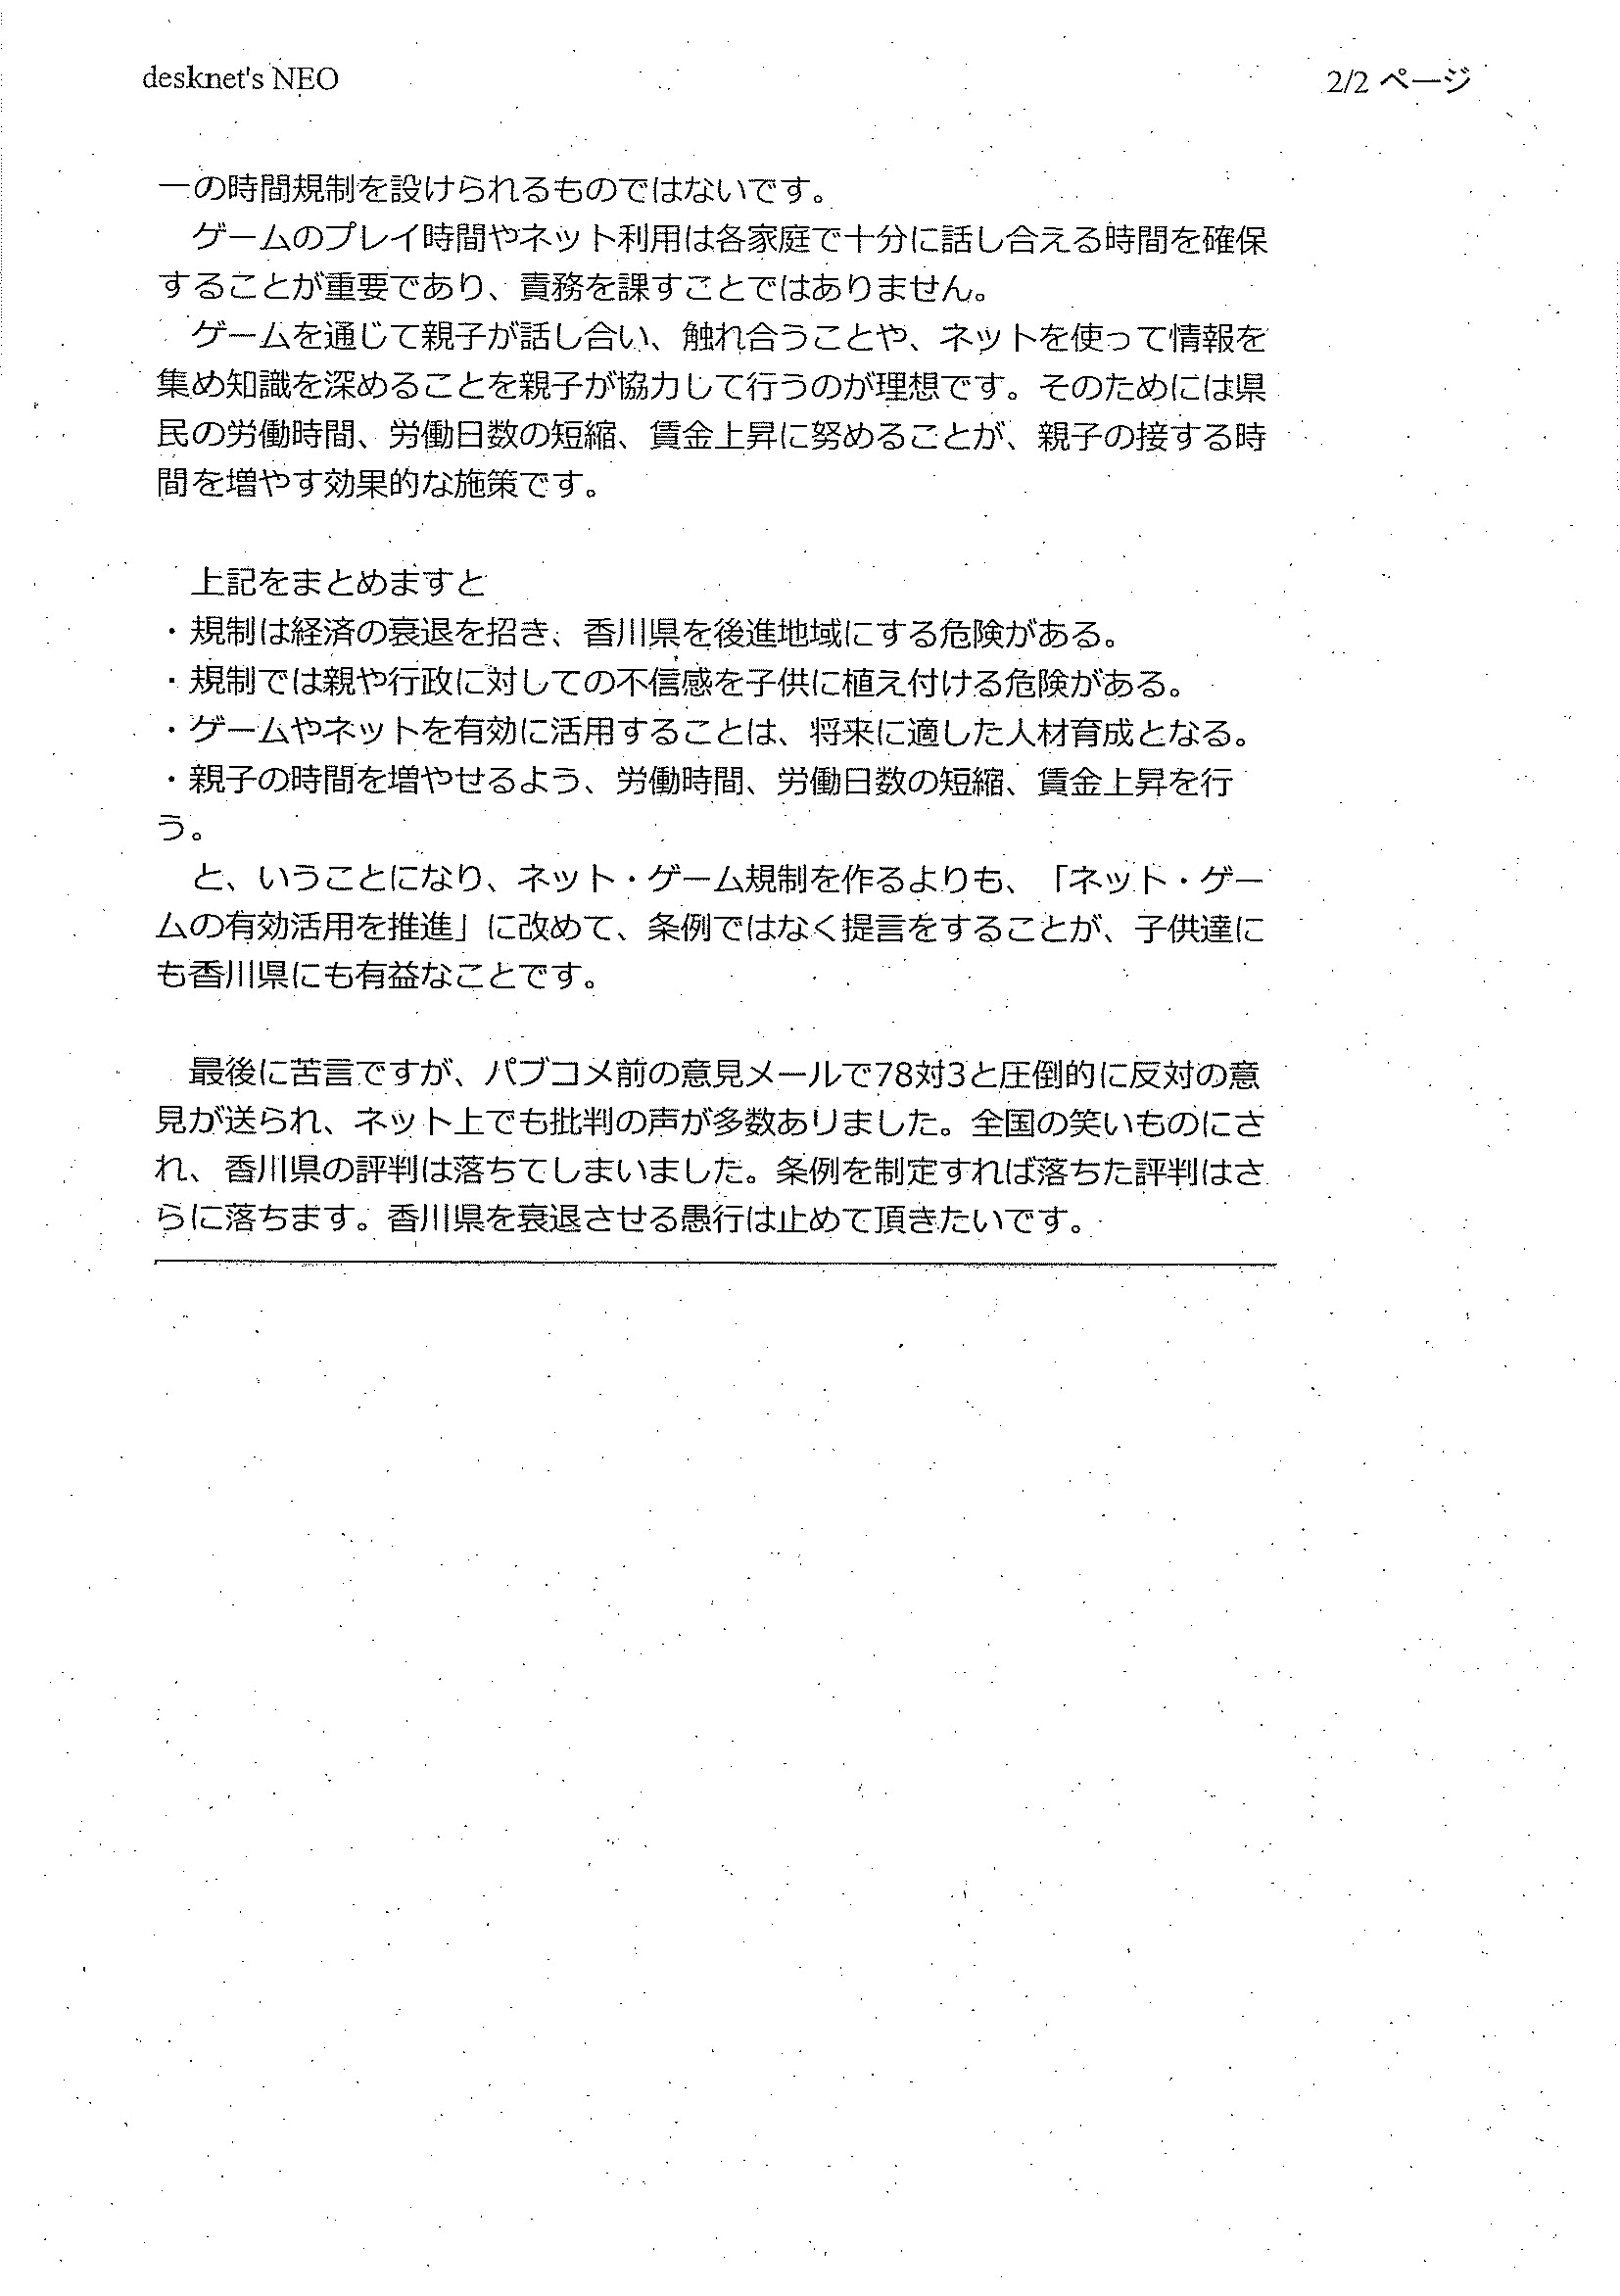 desknet's NEO
2/2 ページ
一の時間規制を設けられるものではないです。
　ゲームのプレイ時間やネット利用は各家庭で十分に話し合える時間を確保
することが重要であり、責務を課すことではありません。
　ゲームを通じて親子が話し合い、触れ合うことや、ネットを使って情報を
集め知識を深めることを親子が協力して行うのが理想です。そのためには県
民の労働時間、労働日数の短縮、賃金上昇に努めることが、親子の接する時
間を増やす効果的な施策です。
　上記をまとめますと
・規制は経済の衰退を招き、香川県を後進地域にする危険がある。
・規制では親や行政に対しての不信感を子供に植え付ける危険がある。
・ゲームやネットを有効に活用することは、将来に適した人材育成となる。
・親子の時間を増やせるよう、労働時間、労働日数の短縮、賃金上昇を行
う。
　と、いうことになり、ネット・ゲーム規制を作るよりも、「ネット・ゲー
ムの有効活用を推進」に改めて、条例ではなく提言をすることが、子供達に
も香川県にも有益なことです。
　最後に苦言ですが、パブコメ前の意見メールで78対3と圧倒的に反対の意
見が送られ、ネット上でも批判の声が多数ありました。全国の笑いものにさ
れ、香川県の評判は落ちてしまいました。条例を制定すれば落ちた評判はさ
らに落ちます。香川県を衰退させる愚行は止めて頂きたいです。